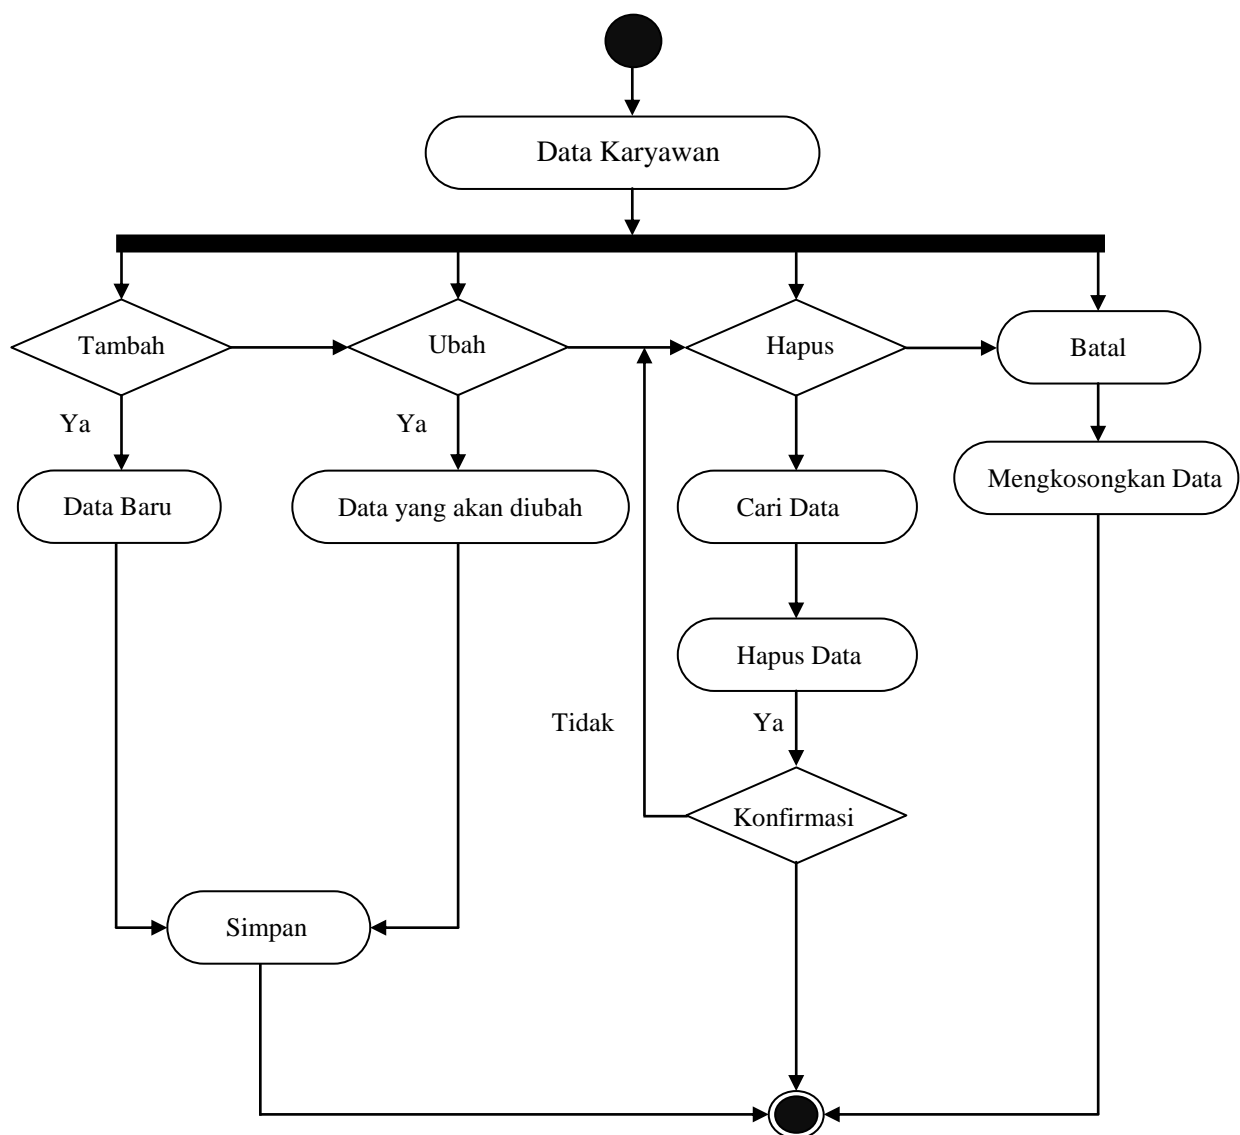 Data Karyawan
Tambah
Ubah
Hapus
Batal
Ya
Ya
Data Baru
Data yang akan diubah
Cari Data
Mengkosongkan Data
Hapus Data
Tidak
Ya
Konfirmasi
Simpan